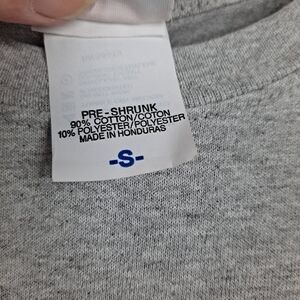 PRE-SHRUNK
90% COTTON/COTON
10% POLYESTER/POLYESTER
MADE IN HONDURAS
-S-